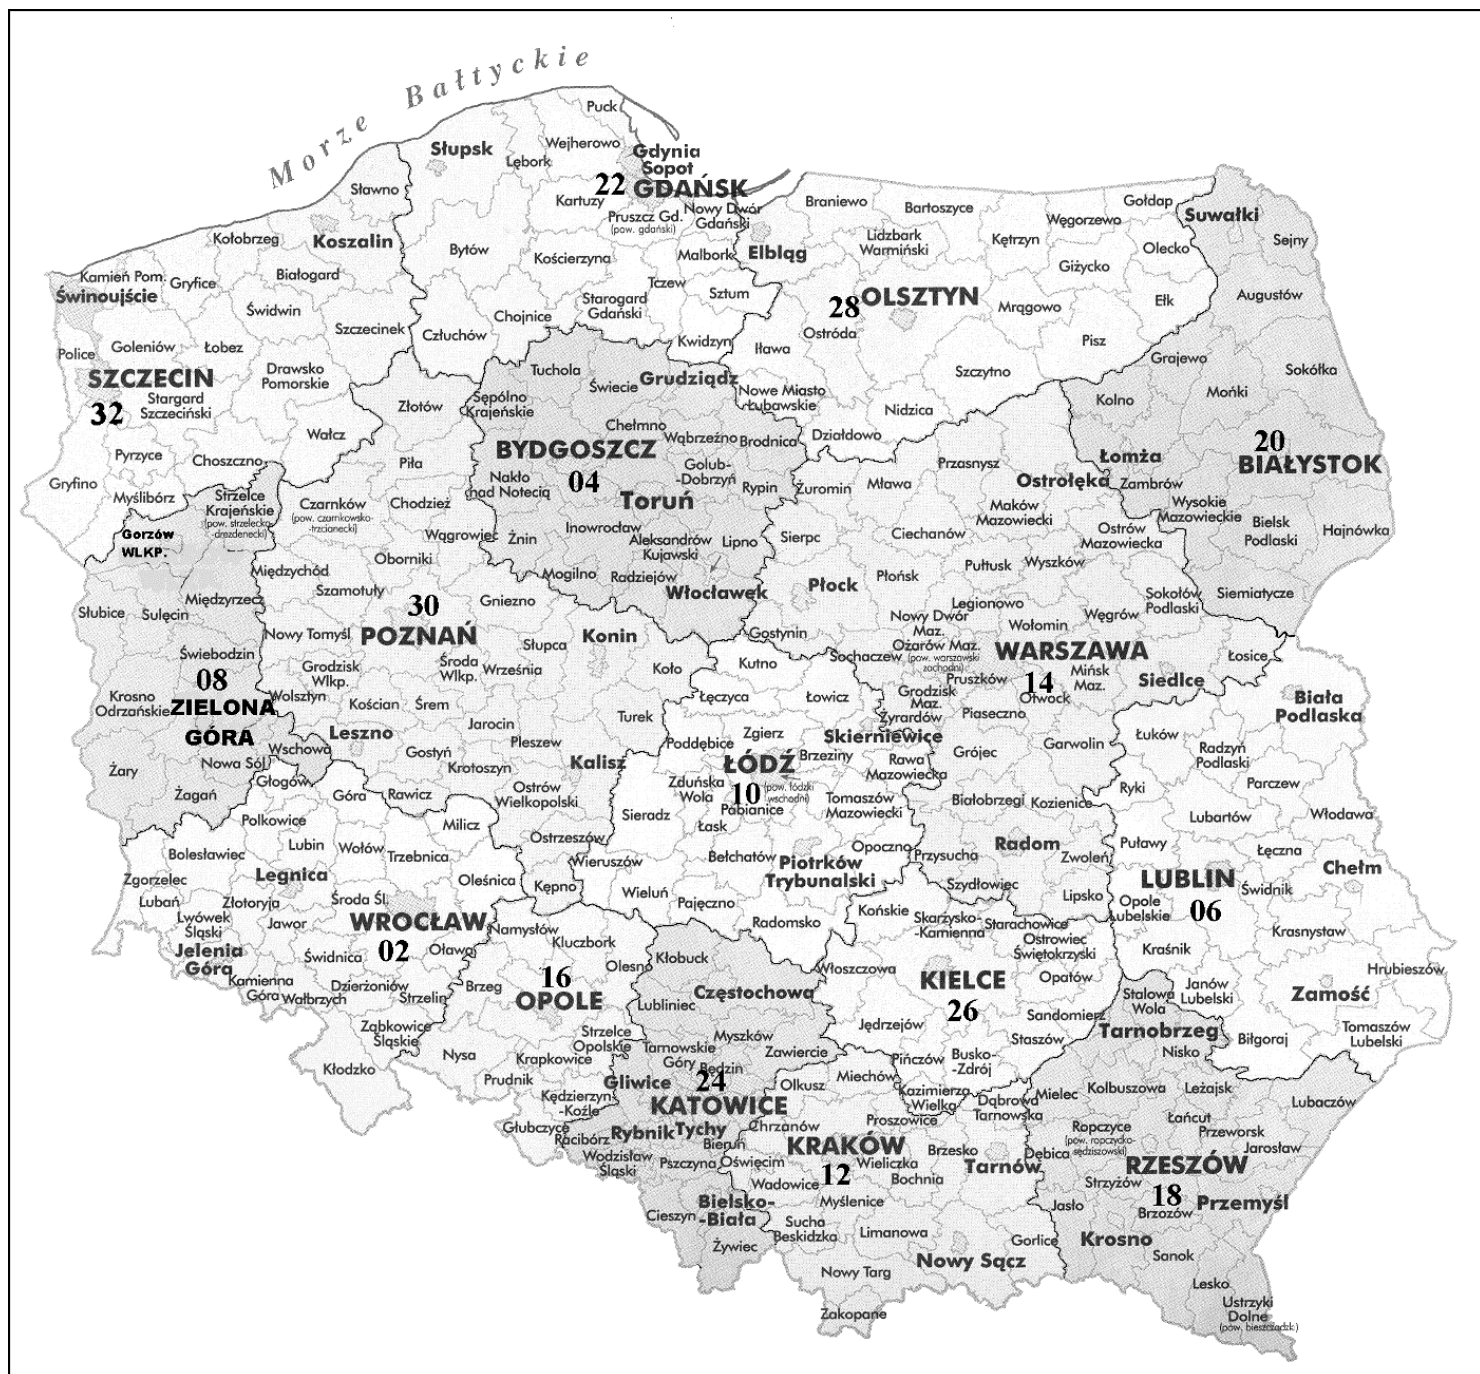 Morze Bałtyckie
Puck
Słupsk
Wejherowo
Lębork
Gdynia
Sopot
22 GDAŃSK
Sławno
Kartuzy
Pruszcz Gd.
(pow. gdański)
Nowy Dwór
Gdański
Kołobrzeg
Koszalin
Bytów
Kościerzyna
Malbork
Elbląg
Braniewo
Bartoszyce
Lidzbark
Warmiński
Kętrzyn
Węgorzewo
Gołdap
Suwałki
Sejny
Olecko
Giżycko
Kamień Pom.
Świnoujście
Gryfice
Białogard
Świdwin
Szczecinek
Człuchów
Chojnice
Starogard
Gdański
Tczew
Sztum
Kwidzyn
28 OLSZTYN
Ostróda
Iława
Mrągowo
Ełk
Pisz
Augustów
Police
Goleniów
Łobez
SZCZECIN
32
Stargard
Szczeciński
Drawsko
Pomorskie
Złotów
Wałcz
Tuchola
Świecie
Grudziądz
Sępólno
Krajeńskie
Nowe Miasto
Lubawskie
Szczytno
Nidzica
Działdowo
Grajewo
Kolno
Mońki
Sokółka
Pyrzyce
Choszczno
Gryfino
Myślibórz
Piła
Chełmno
Wąbrzeźno
Brodnica
BYDGOSZCZ
04
Nakło
nad Notecią
Golub-
-Dobrzyń
Rypin
Toruń
Żuromin
Mława
Przasnysz
Ostrołęka
Łomża
Zambrów
20
BIAŁYSTOK
Wysokie
Mazowieckie
Bielsk
Podlaski
Hajnówka
Strzelce
Krajeńskie
(pow. strzelecko
-drezdenecki)
Gorzów
WLKP.
Czarnków
(pow. czarnkowsko
-trzcianecki)
Chodzież
Wągrowiec
Żnin
Inowrocław
Aleksandrów
Kujawski
Lipno
Sierpc
Ciechanów
Maków
Mazowiecki
Ostrów
Mazowiecka
Oborniki
Międzychód
Szamotuły
Mogilno
Radziejów
Włocławek
Płock
Płońsk
Pułtusk
Wyszków
Siemiatycze
Słubice
Sulęcin
Międzyrzecz
30
POZNAŃ
Gniezno
Nowy Tomyśl
Słupca
Konin
Gostynin
Nowy Dwór
Maz.
Legionowo
Wołomin
Węgrów
Sokołów
Podlaski
Świebodzin
Grodzisk
Wlkp.
Środa
Wlkp.
Września
Koło
Kutno
Sochaczew
Ożarów Maz.
(pow. warszawski
zachodni)
WARSZAWA
14
Pruszków
Otwock
Mińsk
Maz.
Siedlce
Łosice
08
ZIELONA
GÓRA
Krosno
Odrzańskie
Wolsztyn
Kościan
Śrem
Jarocin
Turek
Łęczyca
Łowicz
Grodzisk
Maz.
Żyrardów
Piaseczno
Biała
Podlaska
Wschowa
Leszno
Gostyń
Pleszew
Krotoszyn
Kalisz
Poddębice
Zgierz
Skierniewice
Brzeziny
Rawa
Mazowiecka
Grójec
Garwolin
Łuków
Radzyń
Podlaski
Żary
Nowa Sól
Żagań
Głogów
Góra
Rawicz
Ostrów
Wielkopolski
Zduńska
Wola
ŁÓDŹ
10
(pow. łódzki
wschodni)
Pabianice
Tomaszów
Mazowiecki
Białobrzegi
Kozienice
Ryki
Parczew
Włodawa
Polkowice
Milicz
Ostrzeszów
Sieradz
Łask
Lubartów
Bolesławiec
Lubin
Wołów
Trzebnica
Wieruszów
Bełchatów
Piotrków
Trybunalski
Opoczno
Przysucha
Radom
Zwoleń
Puławy
Łęczna
Chełm
Zgorzelec
Legnica
Oleśnica
Kępno
Wieluń
Pajęczno
Szydłowiec
Lipsko
LUBLIN
06
Świdnik
Lubań
Złotoryja
Środa Śl.
Lwówek
Śląski
Jawor
WROCŁAW
02
Oława
Namysłów
Radomsko
Końskie
Skarżysko-
-Kamienna
Starachowice
Ostrowiec
Świętokrzyski
Opole
Lubelskie
Krasnystaw
Jelenia
Góra
Świdnica
Kluczbork
Olesno
Kłobuck
Włoszczowa
Kraśnik
Kamienna
Góra
Wałbrzych
Dzierżoniów
Strzelin
Brzeg
16
OPOLE
Lubliniec
Częstochowa
KIELCE
26
Opatów
Stalowa
Wola
Janów
Lubelski
Zamość
Hrubieszów
Ząbkowice
Śląskie
Strzelce
Opolskie
Myszków
Jędrzejów
Sandomierz
Tarnobrzeg
Tomaszów
Lubelski
Kłodzko
Nysa
Krapkowice
Tarnowskie
Góry
Będzin
Zawiercie
Pińczów
Busko-
-Zdrój
Staszów
Nisko
Biłgoraj
Prudnik
Kędzierzyn
-Koźle
Gliwice
24
KATOWICE
Olkusz
Miechów
Kazimierza
Wielka
Dąbrowa
Tarnowska
Mielec
Kolbuszowa
Leżajsk
Lubaczów
Głubczyce
Racibórz
Rybnik
Tychy
Chrzanów
Proszowice
Ropczyce
(pow. ropczycko
-sędziszowski)
Łańcut
Przeworsk
Jarosław
Wodzisław
Śląski
Bieruń
Pszczyna
Oświęcim
KRAKÓW
12
Wieliczka
Bochnia
Brzesko
Tarnów
Dębica
RZESZÓW
18
Strzyżów
Wadowice
Myślenice
Jasło
Brzozów
Przemyśl
Cieszyn
Bielsko-
-Biała
Sucha
Beskidzka
Limanowa
Gorlice
Krosno
Sanok
Żywiec
Nowy Sącz
Nowy Targ
Lesko
Zakopane
Ustrzyki
Dolne
(pow. bieszczadzki)